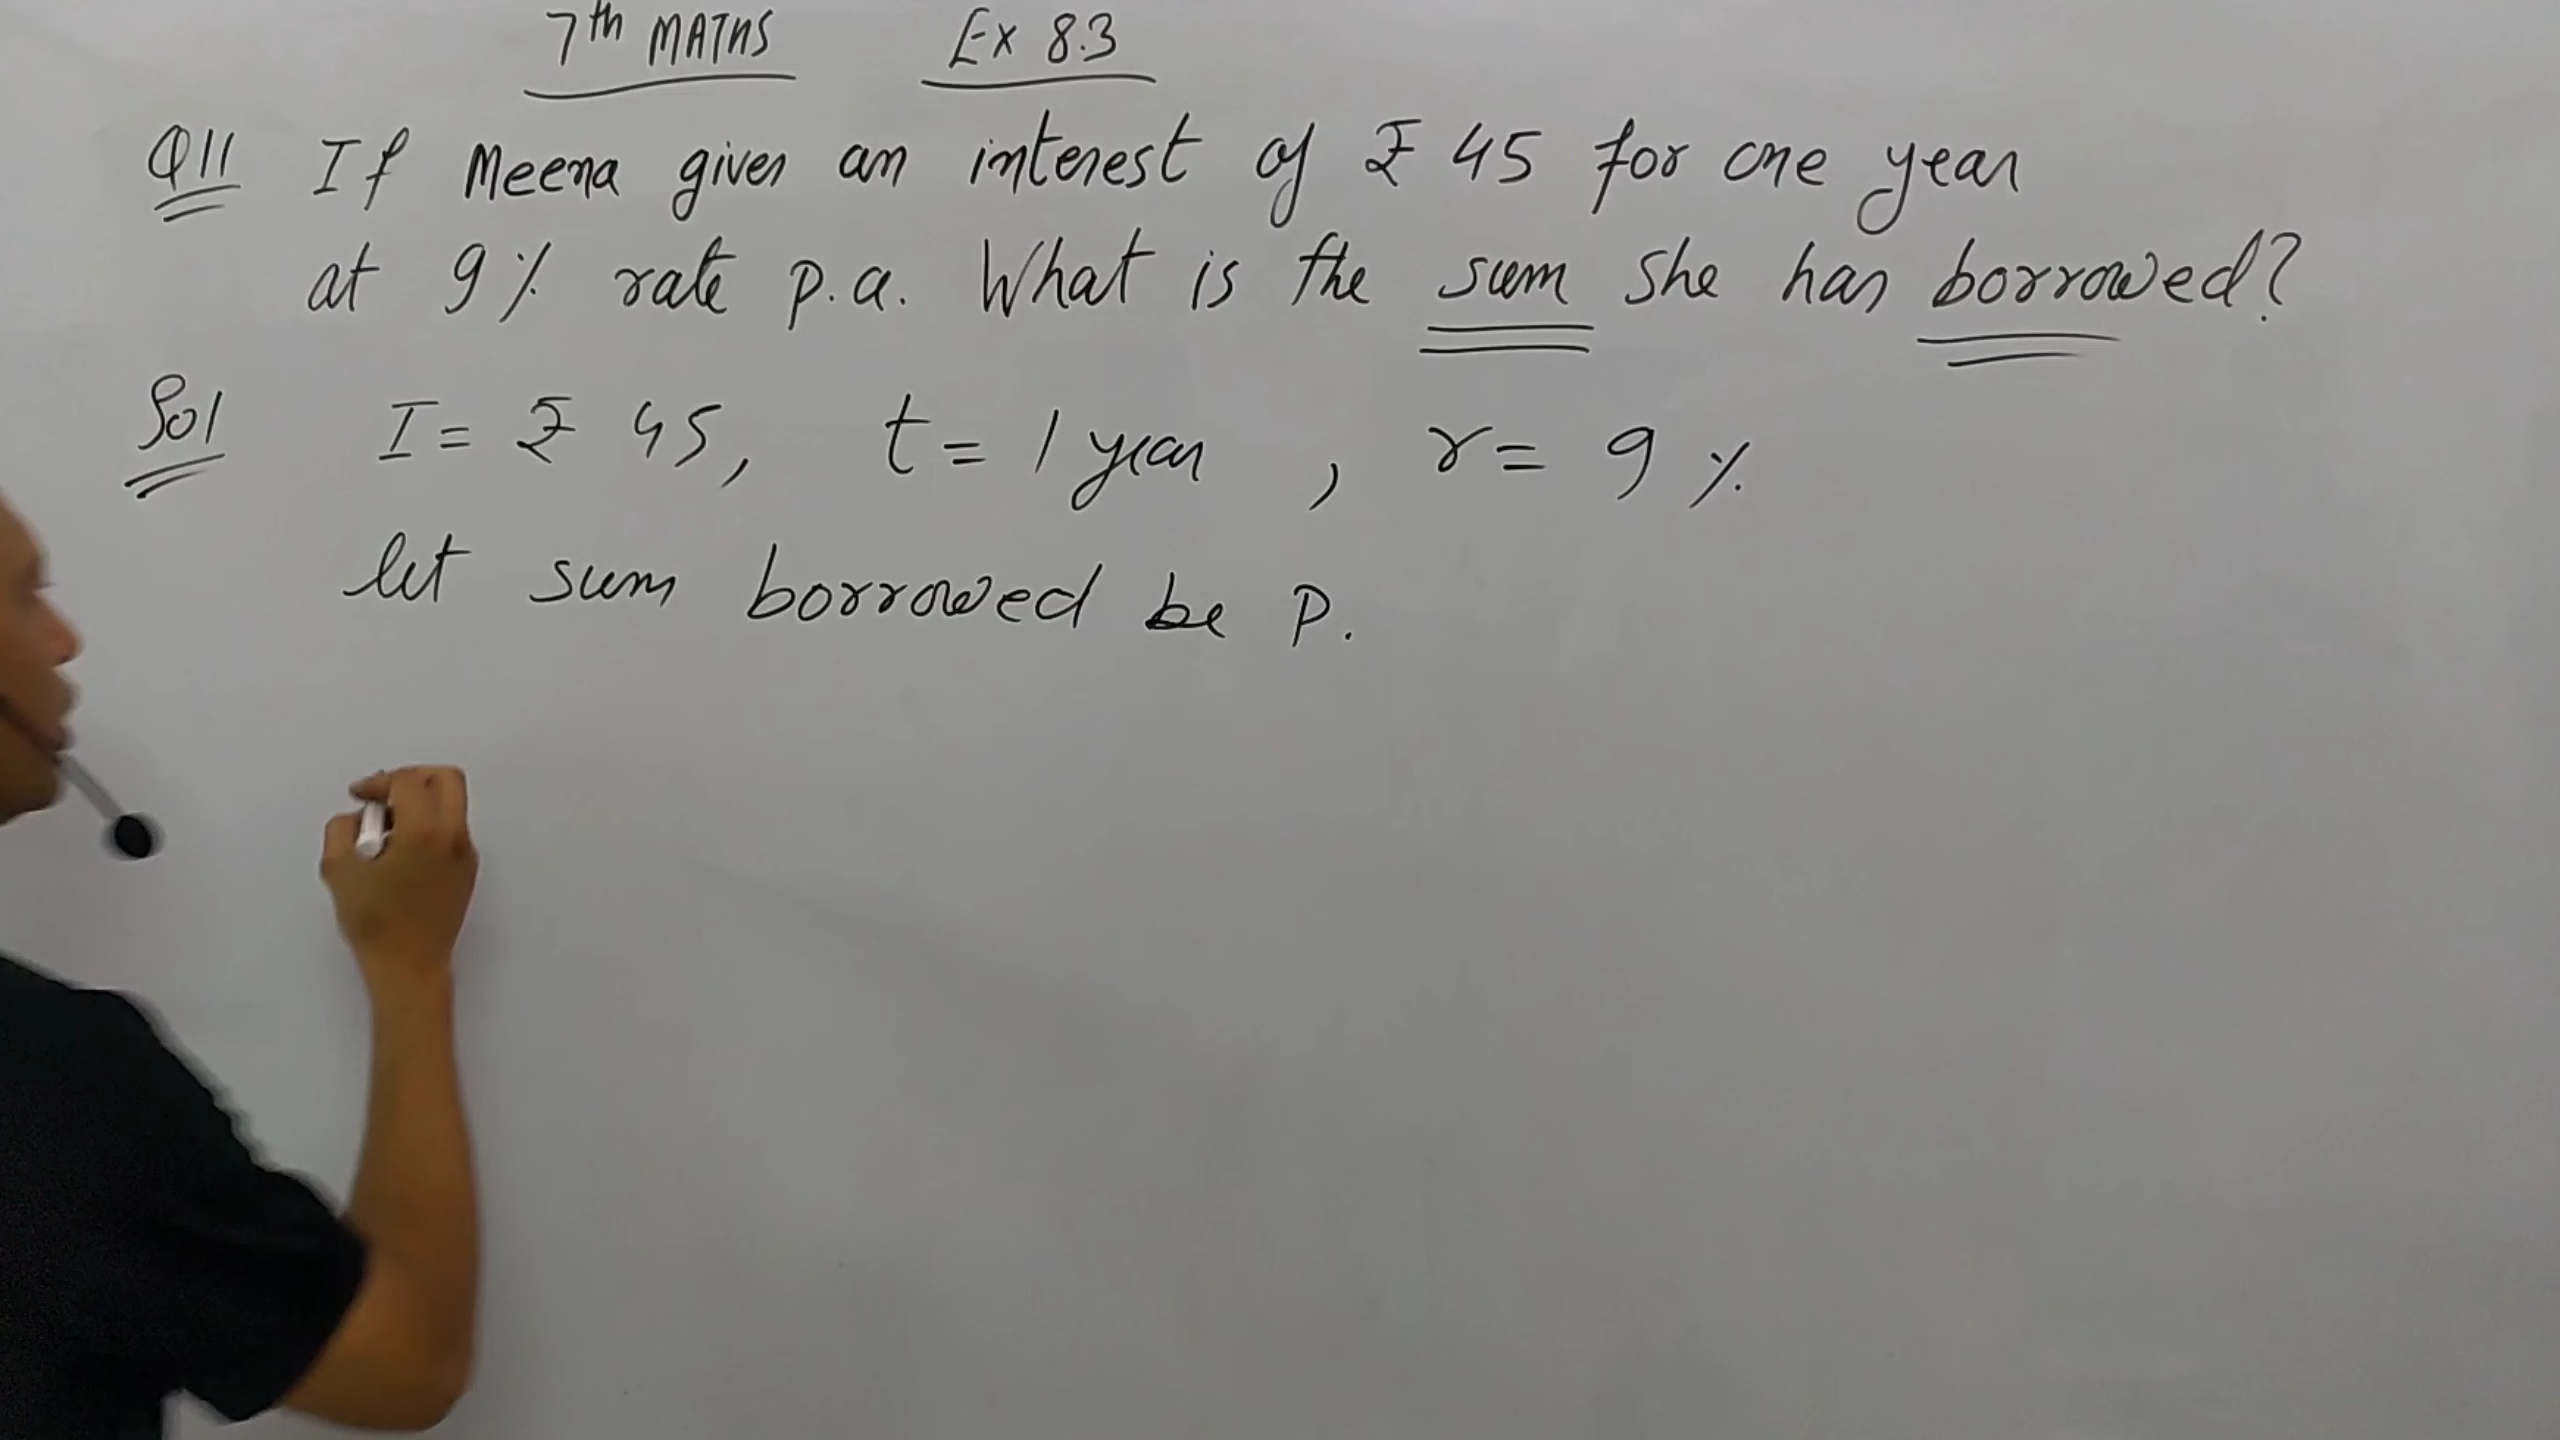 7th MATHS Ex 8.3
Q11 If Meena gives an interest of ₹ 45 for one year
at 9% rate p.a. What is the sum she has borrowed?
Sol I = ₹ 45, t = 1 year, r = 9%
let sum borrowed be P.